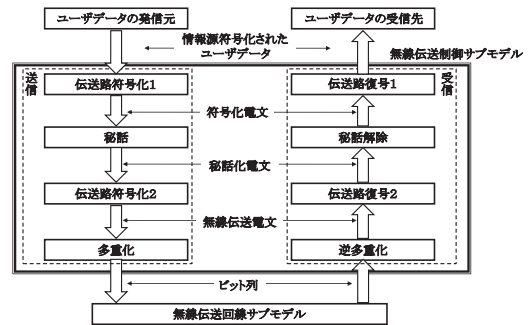 ユーザデータの発信元
ユーザデータの受信先
情報源符号化された
ユーザデータ
無線伝送制御サブモデル
送信
受信
伝送路符号化1
伝送路復号1
符号化電文
秘話
秘話解除
秘話化電文
伝送路符号化2
伝送路復号2
無線伝送電文
多重化
逆多重化
ビット列
無線伝送回線サブモデル